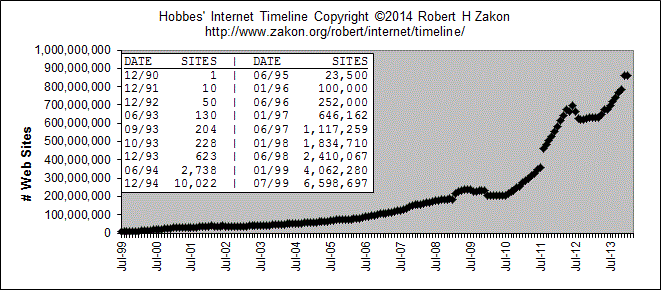 Hobbes' Internet Timeline Copyright ©2014 Robert H Zakon
http://www.zakon.org/robert/internet/timeline/
# Web Sites
1,000,000,000
900,000,000
800,000,000
700,000,000
600,000,000
500,000,000
400,000,000
300,000,000
200,000,000
100,000,000
0
DATE SITES | DATE SITES
12/90 1 | 06/95 23,500
12/91 10 | 01/96 100,000
12/92 50 | 06/96 252,000
06/93 130 | 01/97 646,162
09/93 204 | 06/97 1,117,259
10/93 228 | 01/98 1,834,710
12/93 623 | 06/98 2,410,067
06/94 2,738 | 01/99 4,062,280
12/94 10,022 | 07/99 6,598,697
Jul-99
Jul-00
Jul-01
Jul-02
Jul-03
Jul-04
Jul-05
Jul-06
Jul-07
Jul-08
Jul-09
Jul-10
Jul-11
Jul-12
Jul-13